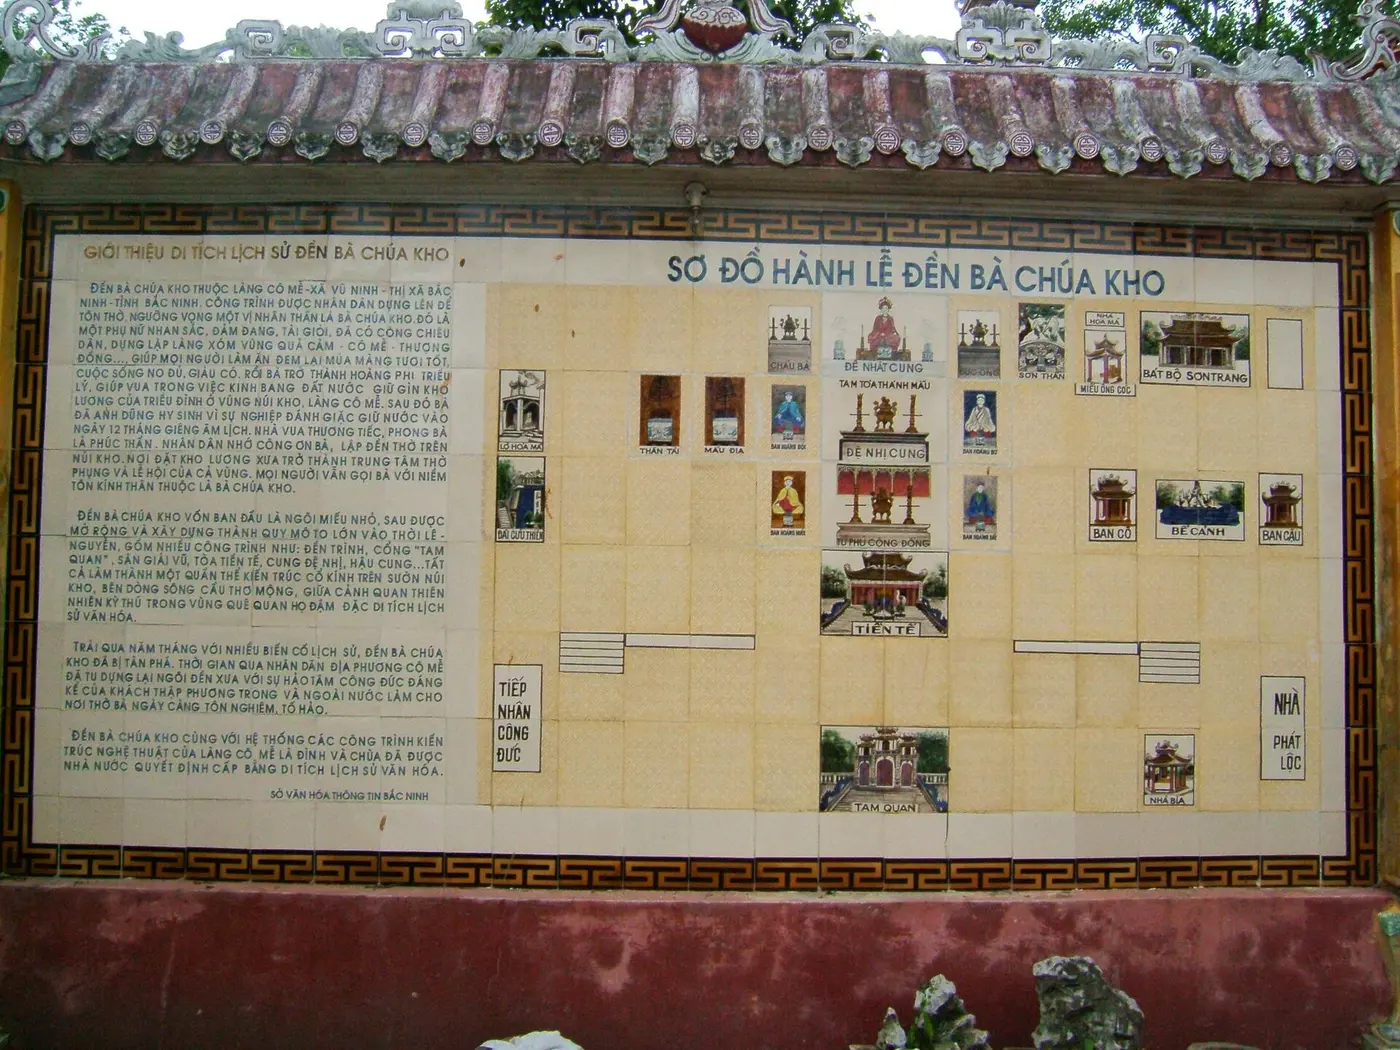 GIỚI THIỆU DI TÍCH LỊCH SỬ ĐỀN BÀ CHÚA KHO
ĐỀN BÀ CHÚA KHO THUỘC LÀNG CỔ MỄ-XÃ VŨ NINH - THỊ XÃ BẮC
NINH-TỈNH BẮC NINH. CÔNG TRÌNH ĐƯỢC NHÂN DÂN DỰNG LÊN ĐỂ
TÔN THỜ, NGƯỠNG VỌNG MỘT VỊ NHÂN THẦN LÀ BÀ CHÚA KHO. ĐÓ LÀ
MỘT PHỤ NỮ NHAN SẮC, ĐẢM ĐANG, TÀI GIỎI, ĐÃ CÓ CÔNG CHIÊU
DÂN, DỰNG LẬP LÀNG XÓM VÙNG QUẢ CẢM - CỔ MỄ - THƯỢNG
ĐỒNG..., GIÚP MỌI NGƯỜI LÀM ĂN ĐEM LẠI MÙA MÀNG TƯƠI TỐT,
CUỘC SỐNG NO ĐỦ, GIÀU CÓ. RỒI BÀ TRỞ THÀNH HOÀNG PHI TRIỀU
LÝ, GIÚP VUA TRONG VIỆC KINH BANG ĐẤT NƯỚC GIỮ GÌN KHO
LƯƠNG CỦA TRIỀU ĐÌNH Ở VÙNG NÚI KHO, LÀNG CỔ MỄ. SAU ĐÓ BÀ
ĐÃ ANH DŨNG HY SINH VÌ SỰ NGHIỆP ĐÁNH GIẶC GIỮ NƯỚC VÀO
NGÀY 12 THÁNG GIÊNG ÂM LỊCH. NHÀ VUA THƯƠNG TIẾC, PHONG BÀ
LÀ PHÚC THẦN. NHÂN DÂN NHỚ CÔNG ƠN BÀ, LẬP ĐỀN THỜ TRÊN
NÚI KHO. NƠI ĐẶT KHO LƯƠNG XƯA TRỞ THÀNH TRUNG TÂM THỜ
PHỤNG VÀ LỄ HỘI CỦA CẢ VÙNG. MỌI NGƯỜI VẪN GỌI BÀ VỚI NIỀM
TÔN KÍNH THÂN THUỘC LÀ BÀ CHÚA KHO.
ĐỀN BÀ CHÚA KHO VỐN BAN ĐẦU LÀ NGÔI MIẾU NHỎ, SAU ĐƯỢC
MỞ RỘNG VÀ XÂY DỰNG THÀNH QUY MÔ TO LỚN VÀO THỜI LÊ -
NGUYỄN, GỒM NHIỀU CÔNG TRÌNH NHƯ: ĐỀN TRÌNH, CỔNG "TAM
QUAN", SÂN GIẢI VŨ, TÒA TIỀN TẾ, CUNG ĐỆ NHỊ, HẬU CUNG...TẤT
CẢ LÀM THÀNH MỘT QUẦN THỂ KIẾN TRÚC CỔ KÍNH TRÊN SƯỜN NÚI
KHO, BÊN DÒNG SÔNG CẦU THƠ MỘNG, GIỮA CẢNH QUAN THIÊN
NHIÊN KỲ THÚ TRONG VÙNG QUÊ QUAN HỌ ĐẬM ĐẶC DI TÍCH LỊCH
SỬ VĂN HÓA.
TRẢI QUA NĂM THÁNG VỚI NHIỀU BIẾN CỐ LỊCH SỬ, ĐỀN BÀ CHÚA
KHO ĐÃ BỊ TÀN PHÁ. THỜI GIAN QUA NHÂN DÂN ĐỊA PHƯƠNG CỔ MỄ
ĐÃ TU DỰNG LẠI NGÔI ĐỀN XƯA VỚI SỰ HẢO TÂM CÔNG ĐỨC ĐÁNG
KỂ CỦA KHÁCH THẬP PHƯƠNG TRONG VÀ NGOÀI NƯỚC LÀM CHO
NƠI THỜ BÀ NGÀY CÀNG TÔN NGHIÊM, TỐ HẢO.
ĐỀN BÀ CHÚA KHO CÙNG VỚI HỆ THỐNG CÁC CÔNG TRÌNH KIẾN
TRÚC NGHỆ THUẬT CỦA LÀNG CỔ MỄ LÀ ĐÌNH VÀ CHÙA ĐÃ ĐƯỢC
NHÀ NƯỚC QUYẾT ĐỊNH CẤP BẰNG DI TÍCH LỊCH SỬ VĂN HÓA.
SỞ VĂN HÓA THÔNG TIN BẮC NINH
SƠ ĐỒ HÀNH LỄ ĐỀN BÀ CHÚA KHO
CHẦU BÀ
ĐỆ NHẤT CUNG
SƠN THẦN
NHÀ
HÓA MÃ
MIẾU ÔNG CỘC
BÁT BỘ SƠN TRANG
LÒ HÓA MÃ
THẦN TÀI
MẪU ĐỊA
TAM TÒA THÁNH MẪU
ĐỆ NHỊ CUNG
TỨ PHỦ CÔNG ĐỒNG
BAN CÔ
BỂ CẢNH
BAN CẬU
ĐÀI CỬU THIÊN
TIỀN TẾ
TIẾP
NHẬN
CÔNG
ĐỨC
TAM QUAN
NHÀ BIA
NHÀ
PHÁT
LỘC